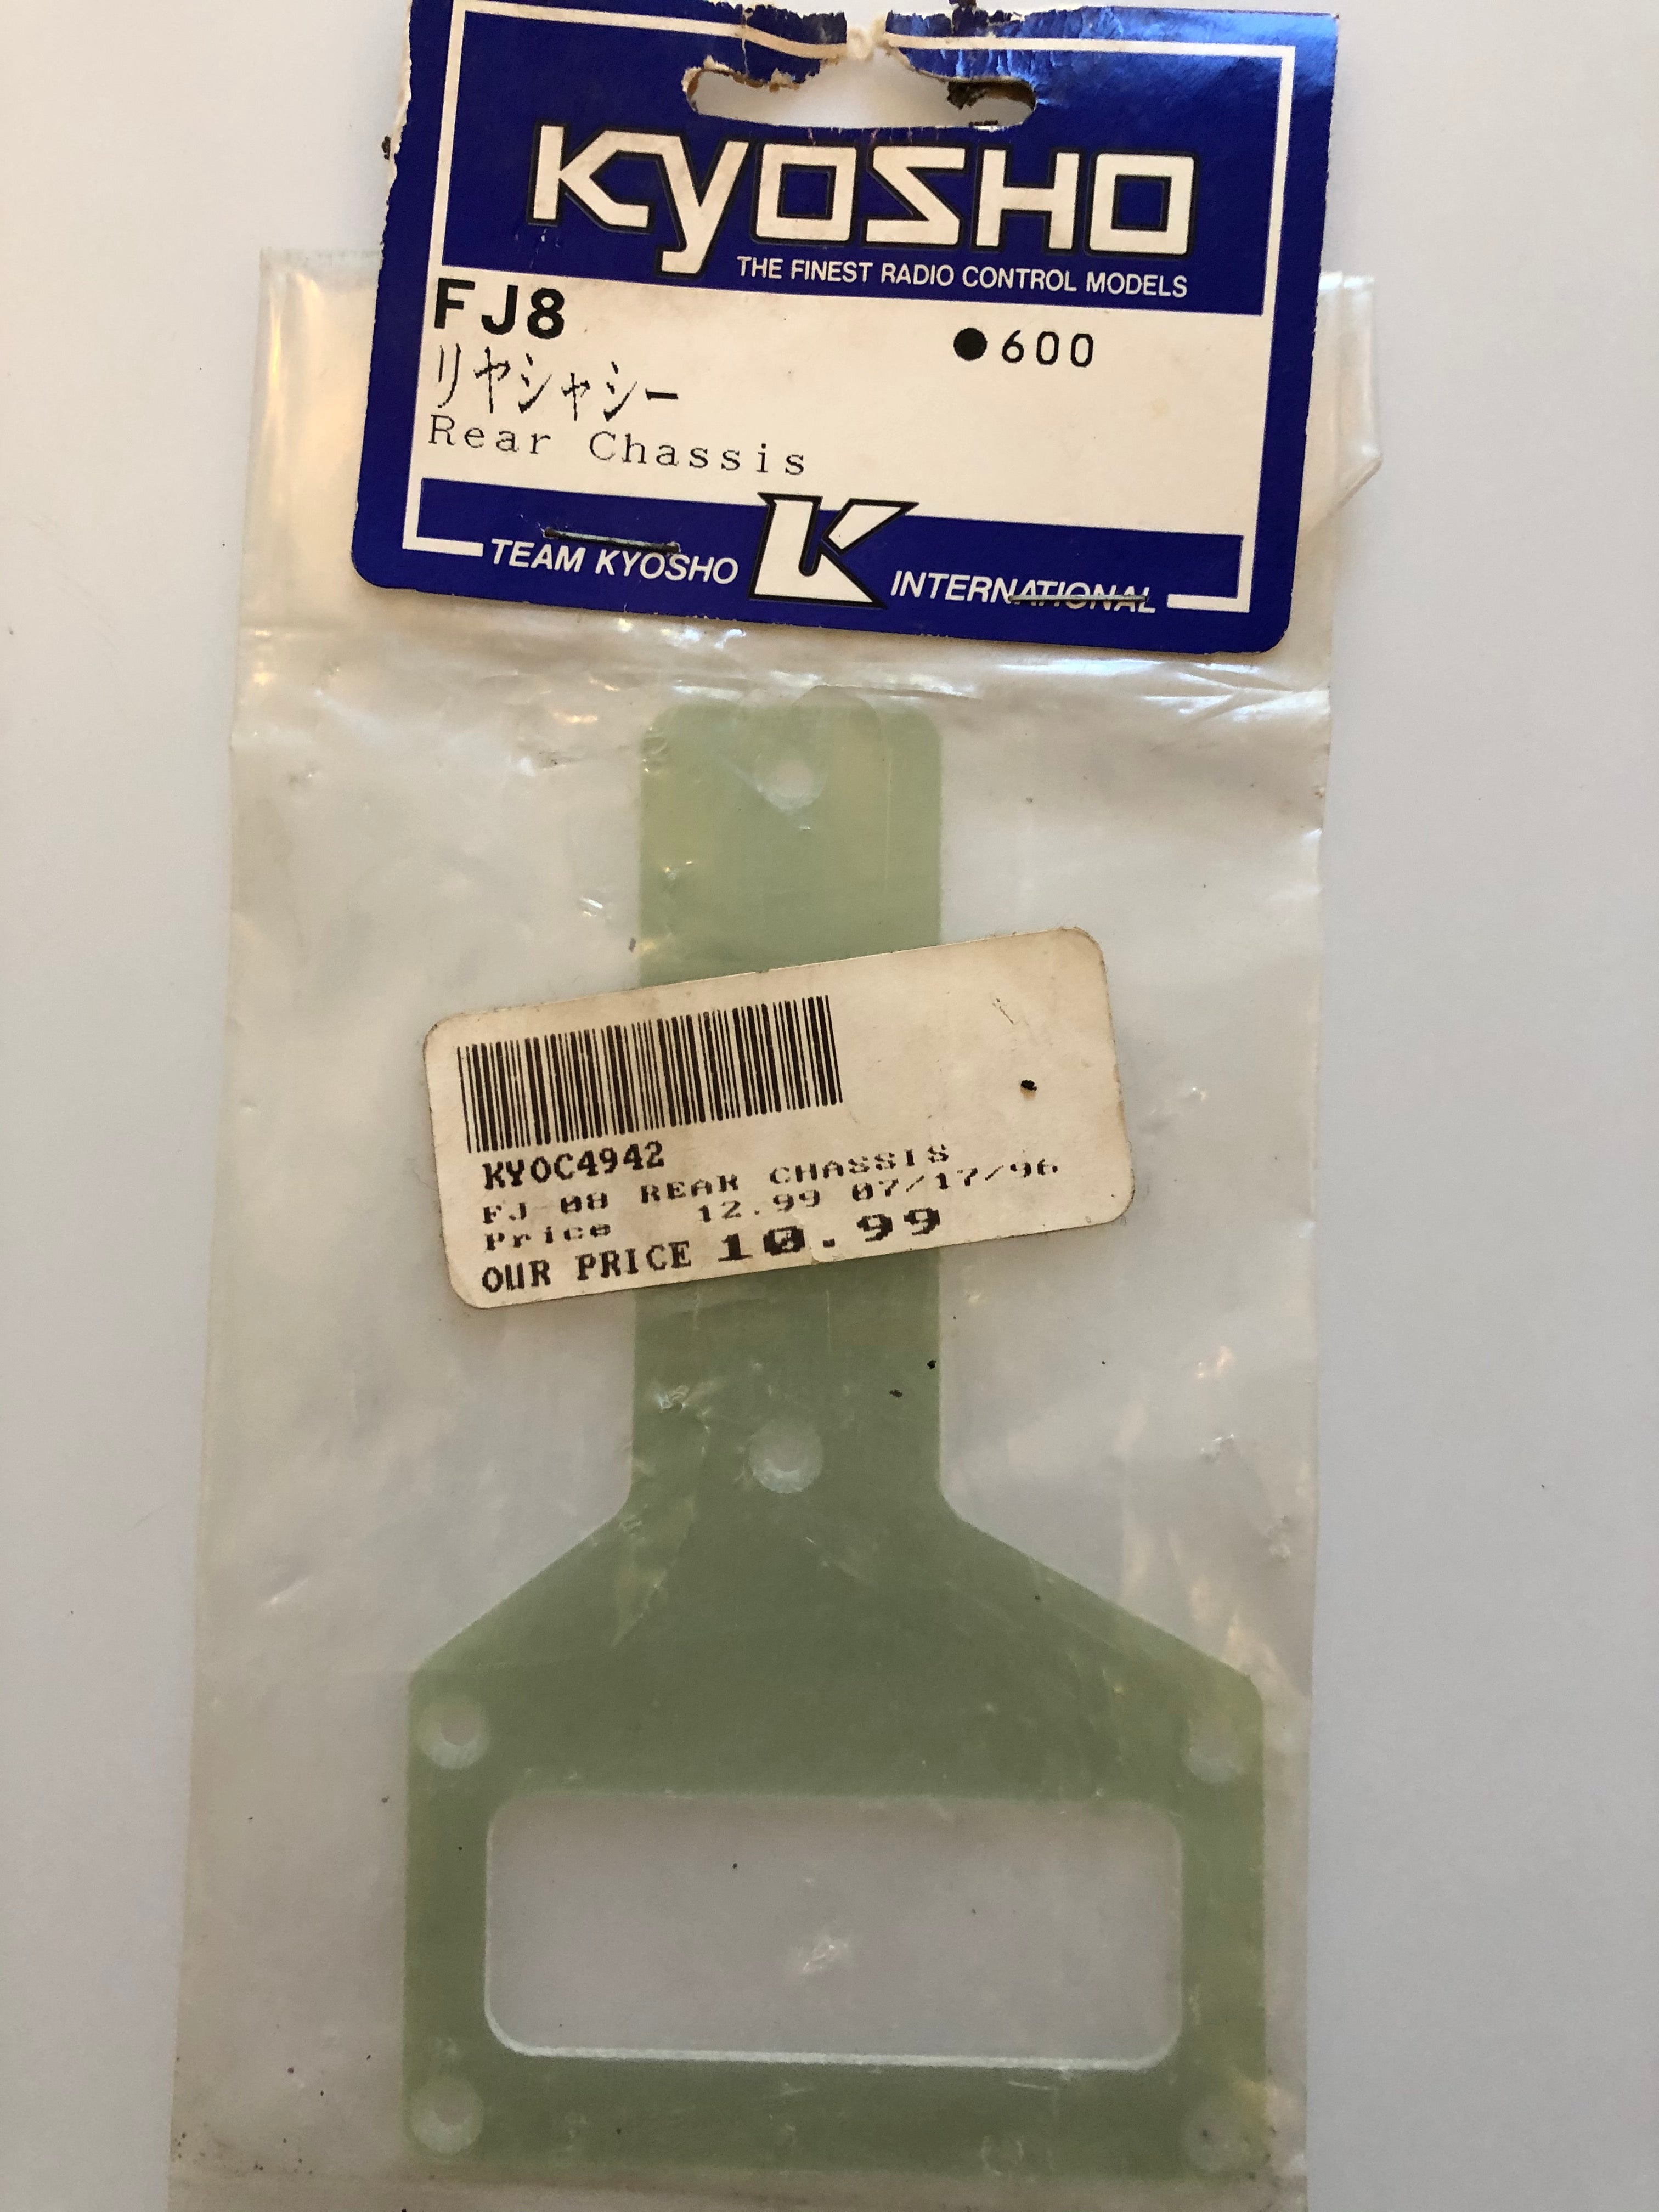 KYOSHO
THE FINEST RADIO CONTROL MODELS
FJ8
●600
リヤシャシー
Rear Chassis
TEAM KYOSHO K INTERNATIONAL
KYOC4942
FJ-08 REAR CHASSIS
Price 12.99 07/17/96
OUR PRICE 10.99